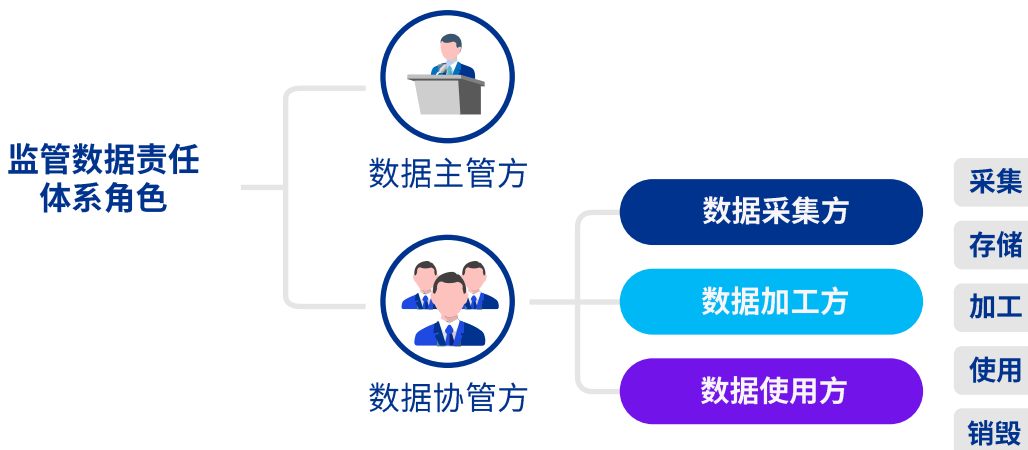 监管数据责任
体系角色
数据主管方
数据协管方
数据采集方
数据加工方
数据使用方
采集
存储
加工
使用
销毁